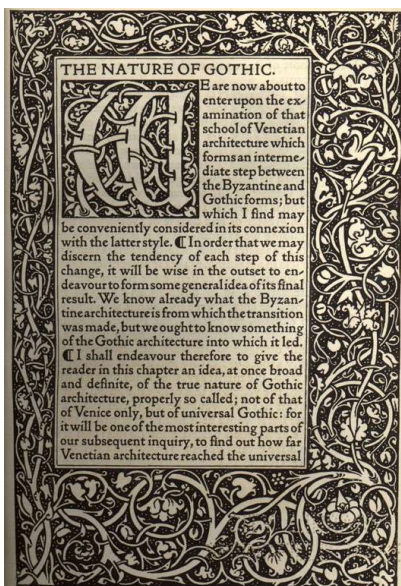 THE NATURE OF GOTHIC.
WE are now about to
enter upon the ex-
amination of that
school of Venetian
architecture which
forms an interme-
diate step between
the Byzantine and
Gothic forms; but
which I find may
be conveniently considered in its connexion
with the latter style. ❡ In order that we may
discern the tendency of each step of this
change, it will be wise in the outset to en-
deavour to form some general idea of its final
result. We know already what the Byzan-
tine architecture is from which the transition
was made, but we ought to know something
of the Gothic architecture into which it led.
❡ I shall endeavour therefore to give the
reader in this chapter an idea, at once broad
and definite, of the true nature of Gothic
architecture, properly so called; not of that
of Venice only, but of universal Gothic: for
it will be one of the most interesting parts of
our subsequent inquiry, to find out how far
Venetian architecture reached the universal